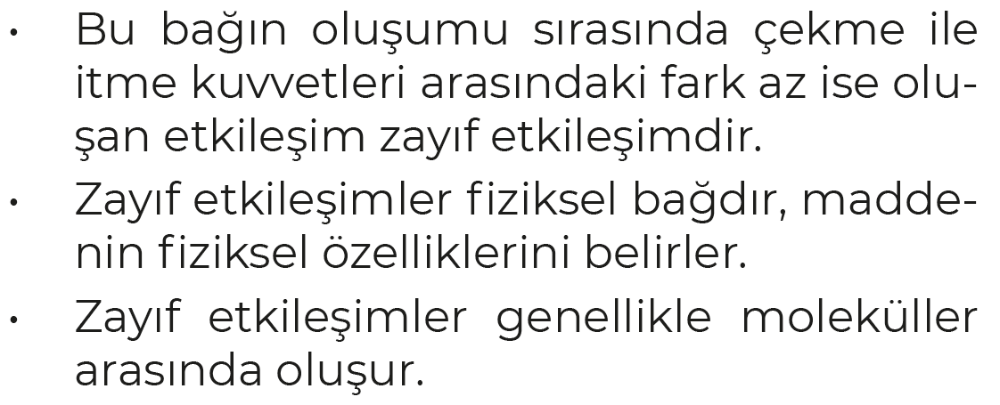 • Bu bağın oluşumu sırasında çekme ile
itme kuvvetleri arasındaki fark az ise olu-
şan etkileşim zayıf etkileşimdir.
• Zayıf etkileşimler fiziksel bağdır, madde-
nin fiziksel özelliklerini belirler.
• Zayıf etkileşimler genellikle moleküller
arasında oluşur.